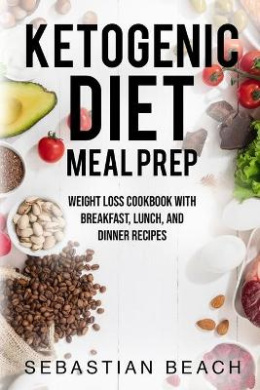 KETOGENIC
DIET
MEAL PREP
WEIGHT LOSS COOKBOOK WITH
BREAKFAST, LUNCH, AND
DINNER RECIPES
SEBASTIAN BEACH